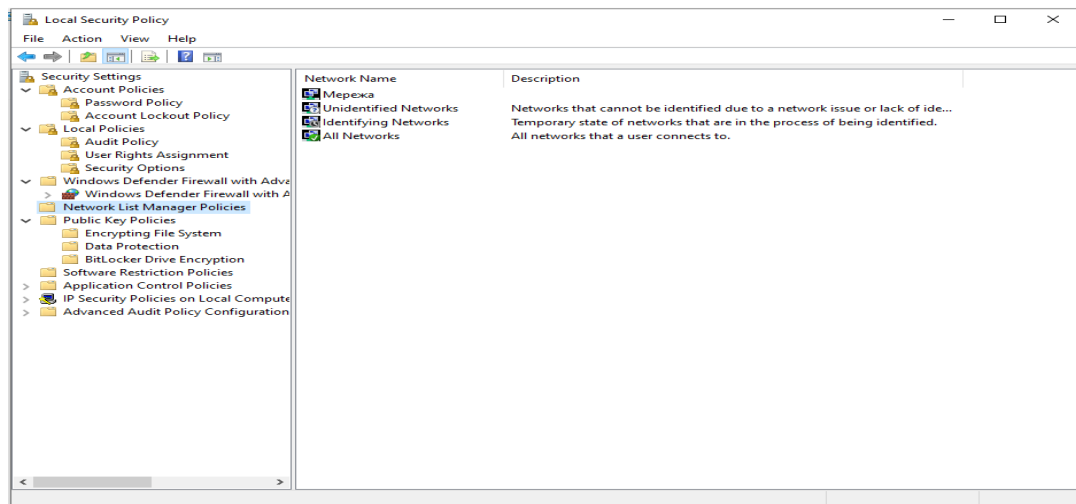 Local Security Policy
File Action View Help
Security Settings
Account Policies
Password Policy
Account Lockout Policy
Local Policies
Audit Policy
User Rights Assignment
Security Options
Windows Defender Firewall with Adva
Windows Defender Firewall with A
Network List Manager Policies
Public Key Policies
Encrypting File System
Data Protection
BitLocker Drive Encryption
Software Restriction Policies
Application Control Policies
IP Security Policies on Local Compute
Advanced Audit Policy Configuration
Network Name Description
Мережа
Unidentified Networks Networks that cannot be identified due to a network issue or lack of ide...
Identifying Networks Temporary state of networks that are in the process of being identified.
All Networks All networks that a user connects to.